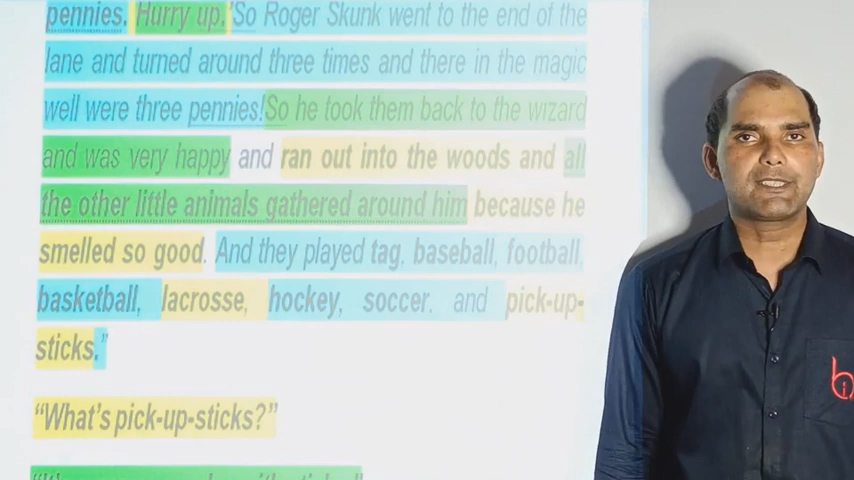 pennies. Hurry up.'So Roger Skunk went to the end of the
lane and turned around three times and there in the magic
well were three pennies!So he took them back to the wizard
and was very happy and ran out into the woods and all
the other little animals gathered around him because he
smelled so good. And they played tag, baseball, football,
basketball, lacrosse, hockey, soccer, and pick-up-
sticks.”
“What's pick-up-sticks?”